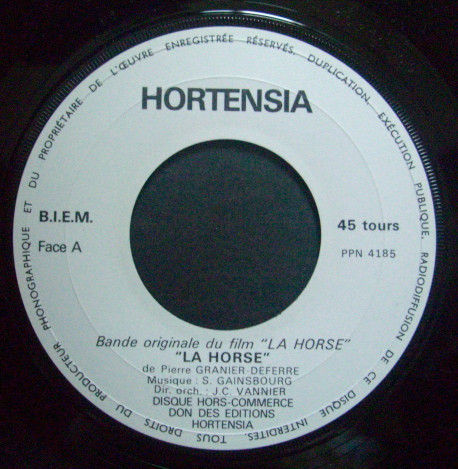 TOUS DROITS DU PRODUCTEUR PHONOGRAPHIQUE ET DU PROPRIÉTAIRE DE L'ŒUVRE ENREGISTRÉE RÉSERVÉS, DUPLICATION, EXÉCUTION PUBLIQUE, RADIODIFFUSION DE CE DISQUE INTERDITES.
HORTENSIA
B.I.E.M.
Face A
45 tours
PPN 4185
Bande originale du film "LA HORSE"
"LA HORSE"
de Pierre GRANIER-DEFERRE
Musique : S. GAINSBOURG
Dir. orch. : J.C. VANNIER
DISQUE HORS-COMMERCE
DON DES EDITIONS
HORTENSIA